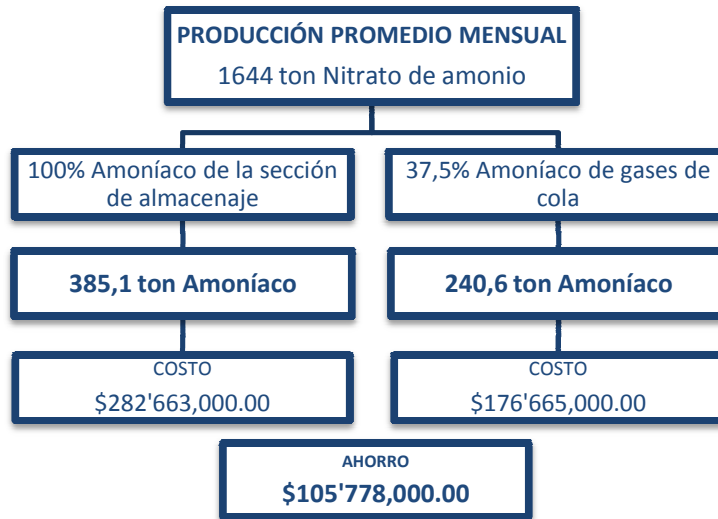 PRODUCCIÓN PROMEDIO MENSUAL
1644 ton Nitrato de amonio
100% Amoníaco de la sección
de almacenaje
37,5% Amoníaco de gases de
cola
385,1 ton Amoníaco
240,6 ton Amoníaco
COSTO
$282'663,000.00
COSTO
$176'665,000.00
AHORRO
$105'778,000.00